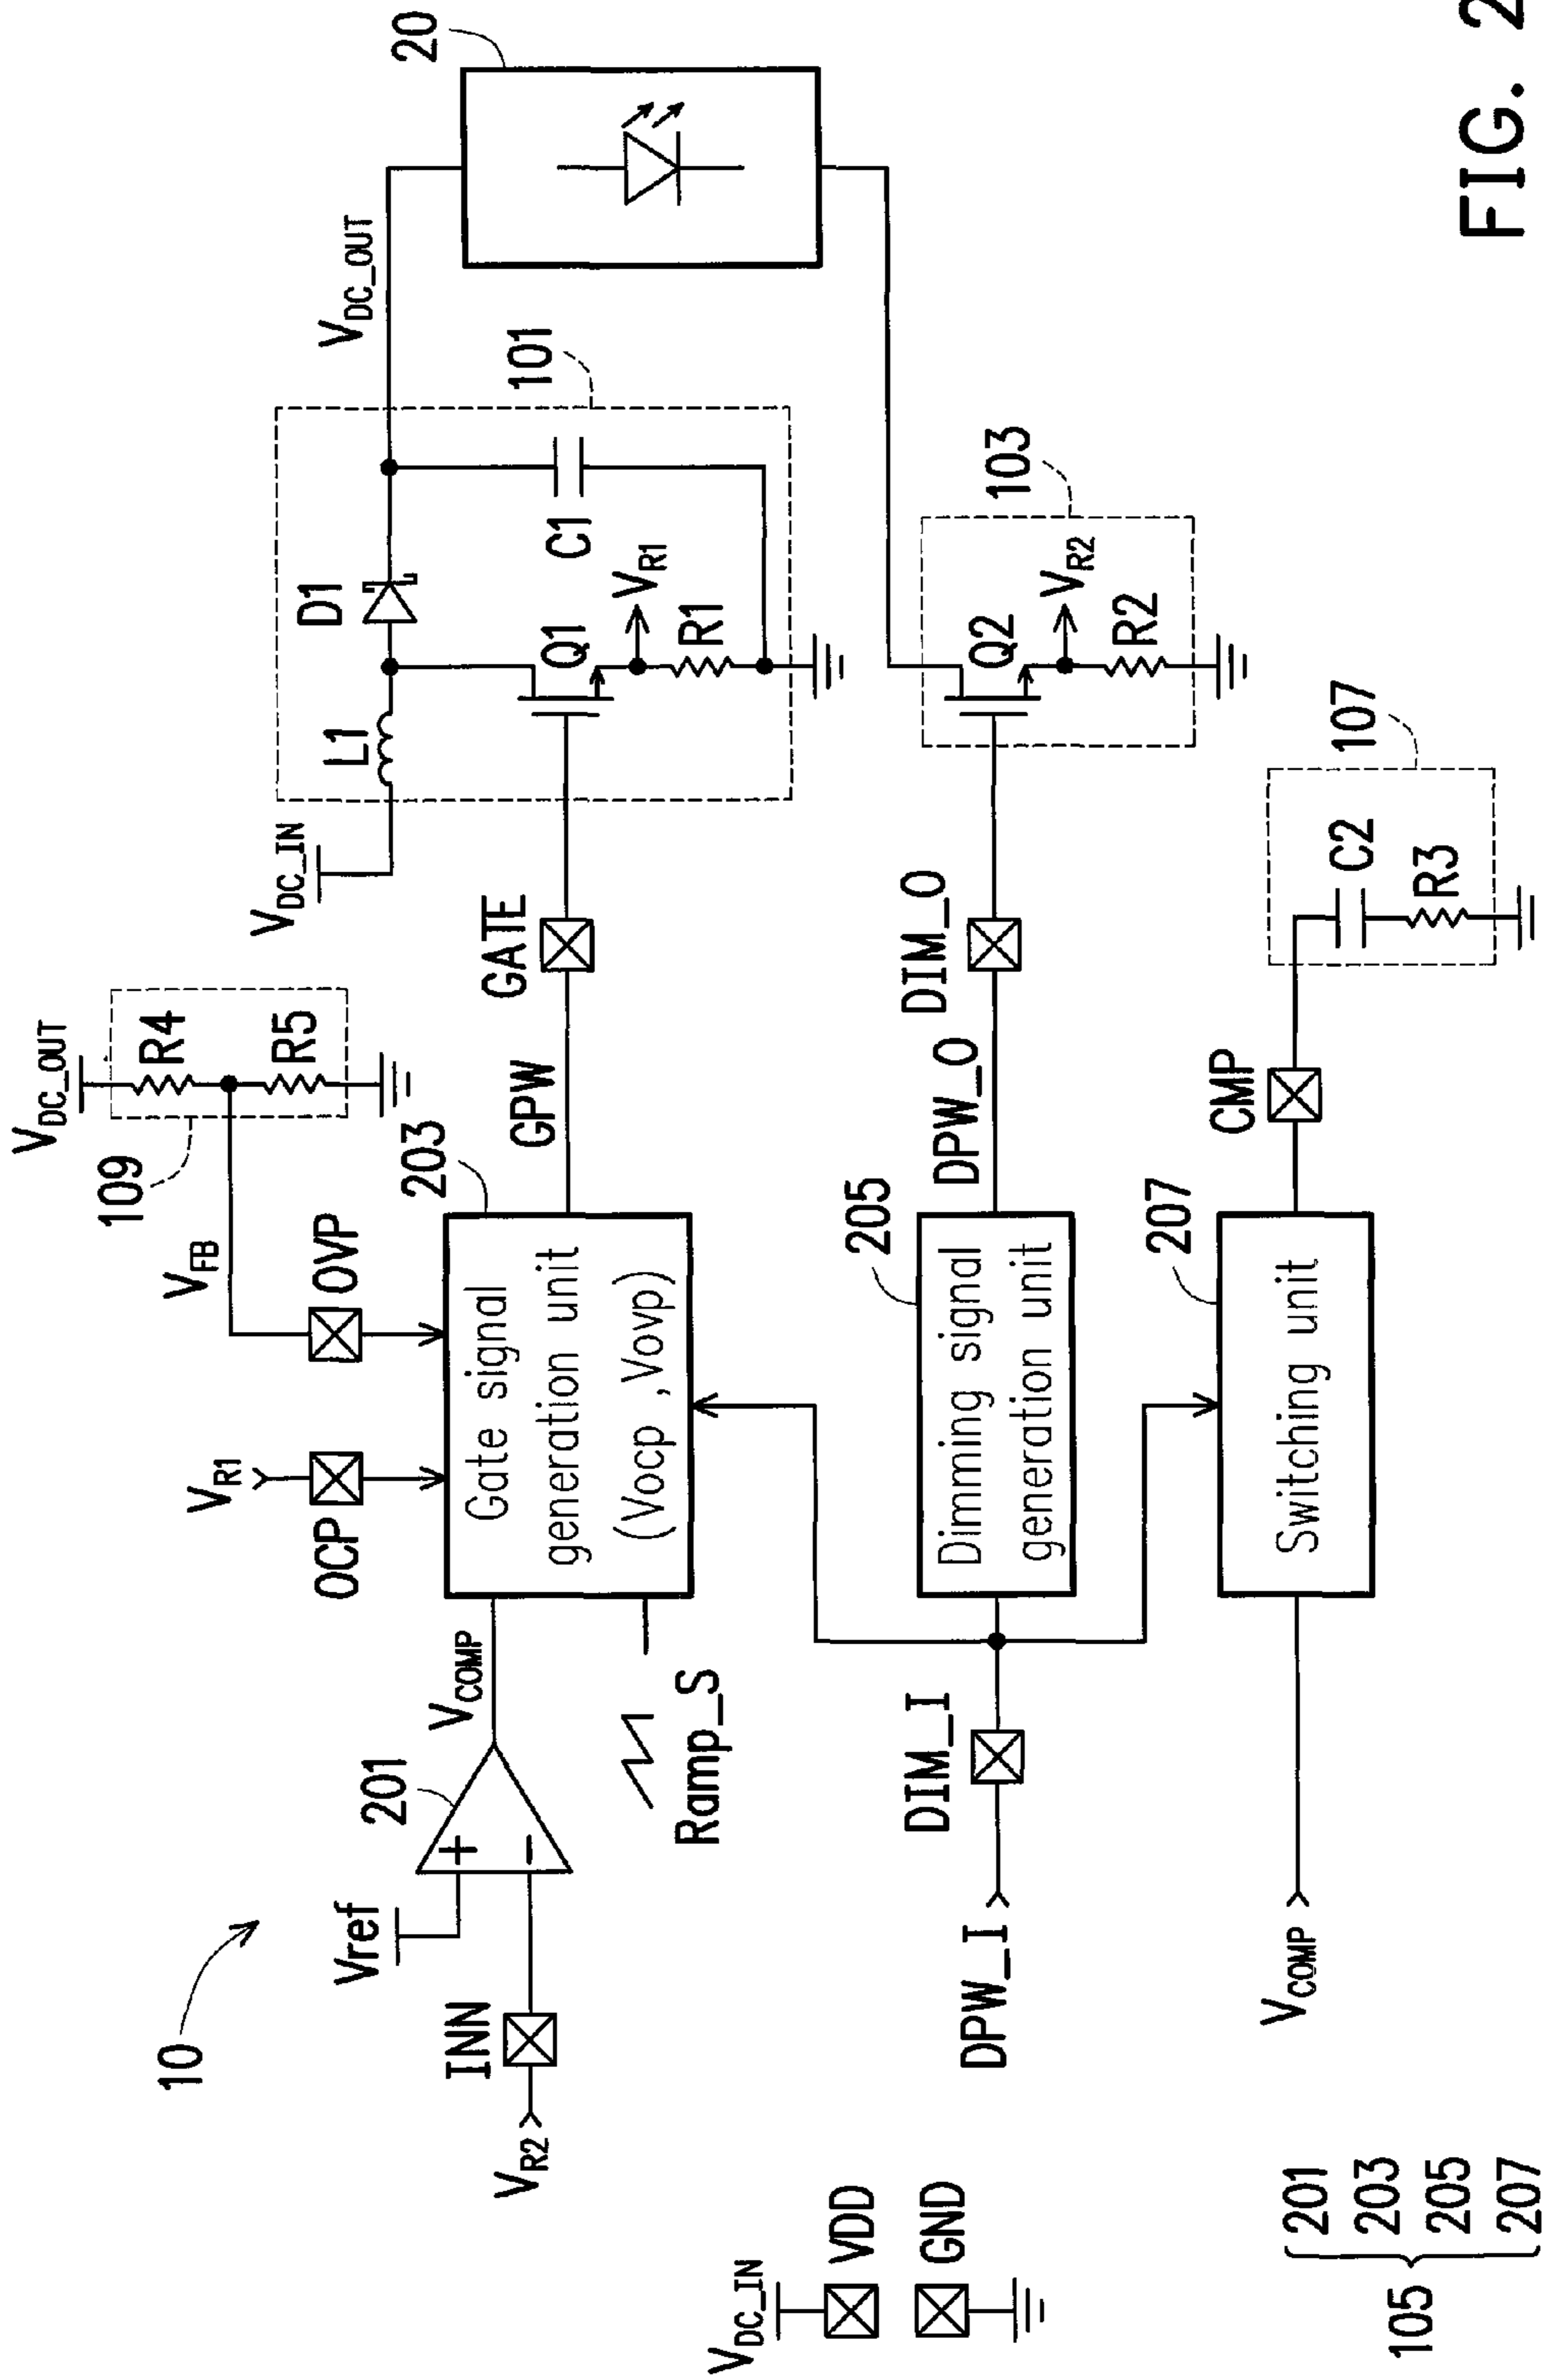 10
V_DC_OUT
109
R4
R5
V_FB
V_R1
OCP
OVP
V_DC_IN
L1
D1
V_DC_OUT
20
101
C1
Q1
V_R1
R1
Vref
201
INN
V_R2
V_COMP
+
-
203
Gate signal
generation unit
(Vocp ,Vovp)
GPW
GATE
Ramp_S
V_DC_IN
VDD
GND
DPW_I
DIM_I
205
Dimming signal
generation unit
DPW_O
DIM_O
103
Q2
V_R2
R2
V_COMP
207
Switching unit
CMP
107
C2
R3
105
201
203
205
207
FIG. 2